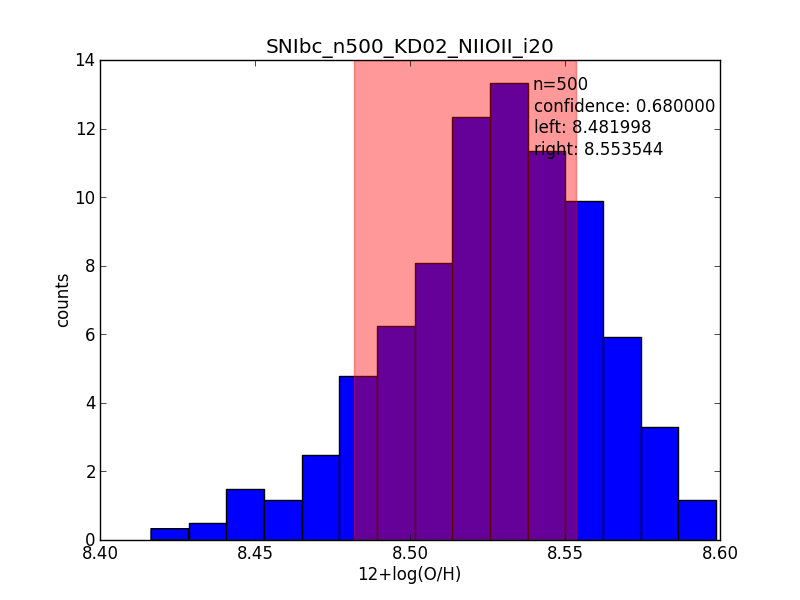 SNIbc_n500_KD02_NIIOII_i20
14
12
10
8
6
4
2
0
counts
n=500
confidence: 0.680000
left: 8.481998
right: 8.553544
8.40 8.45 8.50 8.55 8.60
12+log(O/H)